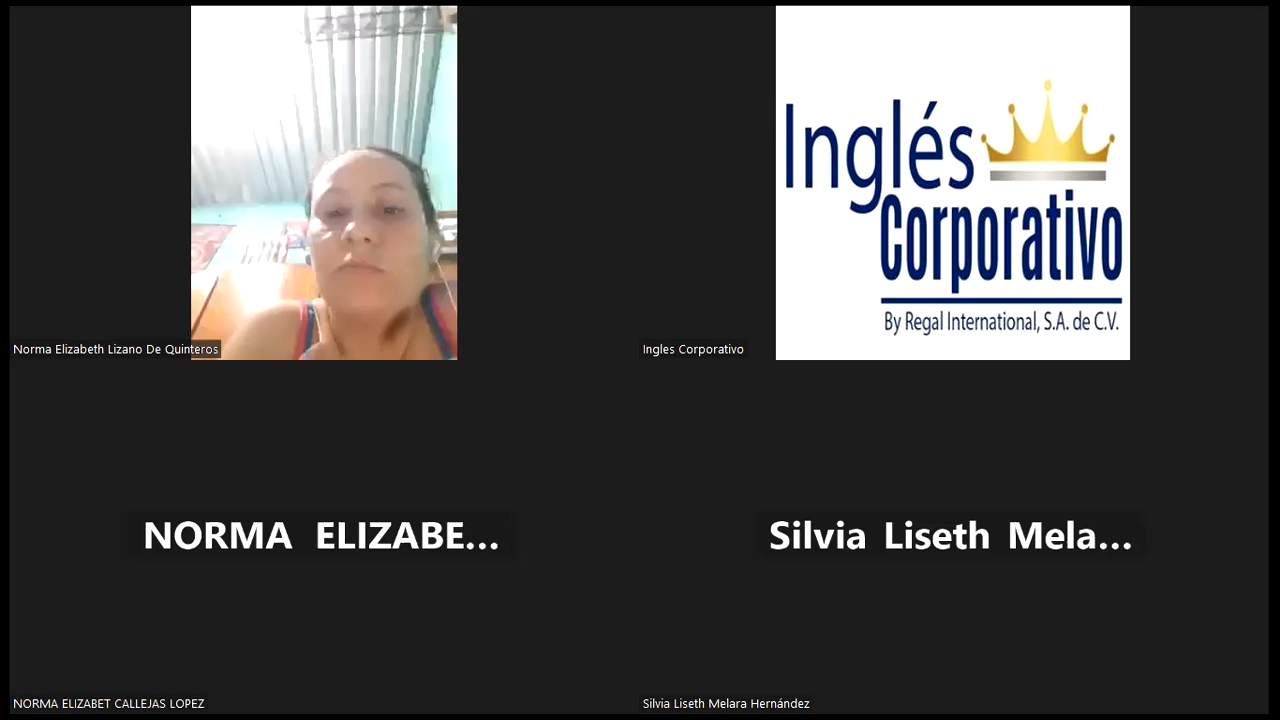 Inglés
Corporativo
By Regal International, S.A. de C.V.
Norma Elizabeth Lizano De Quinteros
Ingles Corporativo
NORMA ELIZABE...
Silvia Liseth Mela...
NORMA ELIZABET CALLEJAS LOPEZ
Silvia Liseth Melara Hernández